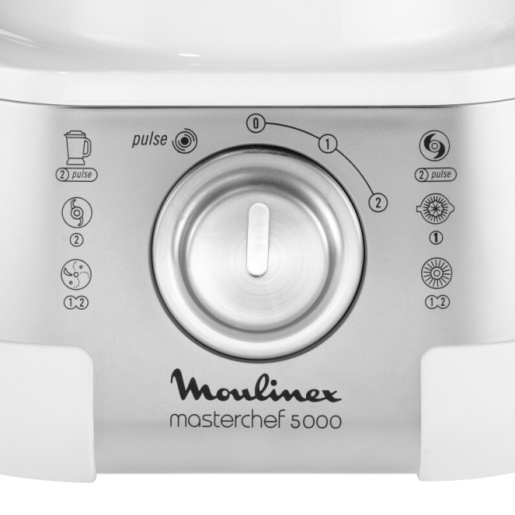 0
pulse
1
2 pulse
2 pulse
2
2
1
1 2
1 2
Moulinex
masterchef 5000